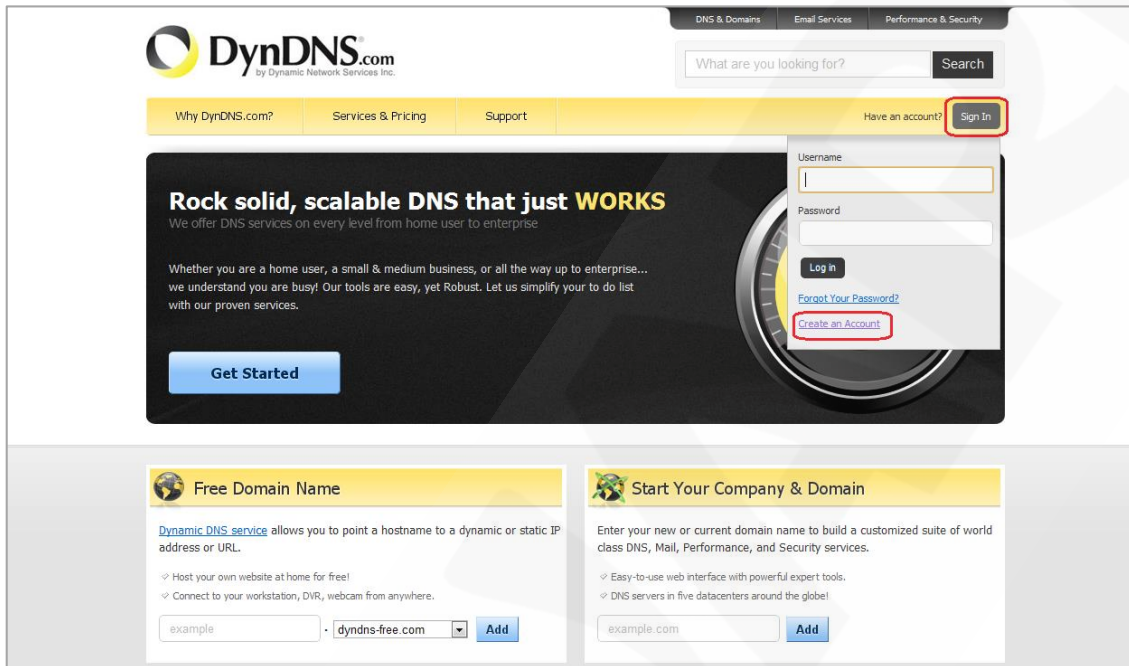 DNS & Domains Email Services Performance & Security
DynDNS.com
by Dynamic Network Services Inc.
What are you looking for? Search
Why DynDNS.com? Services & Pricing Support Have an account? Sign In
Username
Password
Log in
Forgot Your Password?
Create an Account
Rock solid, scalable DNS that just WORKS
We offer DNS services on every level from home user to enterprise
Whether you are a home user, a small & medium business, or all the way up to enterprise...
we understand you are busy! Our tools are easy, yet Robust. Let us simplify your to do list
with our proven services.
Get Started
Free Domain Name
Dynamic DNS service allows you to point a hostname to a dynamic or static IP
address or URL.
Host your own website at home for free!
Connect to your workstation, DVR, webcam from anywhere.
example . dyndns-free.com Add
Start Your Company & Domain
Enter your new or current domain name to build a customized suite of world
class DNS, Mail, Performance, and Security services.
Easy-to-use web interface with powerful expert tools.
DNS servers in five datacenters around the globe!
example.com Add